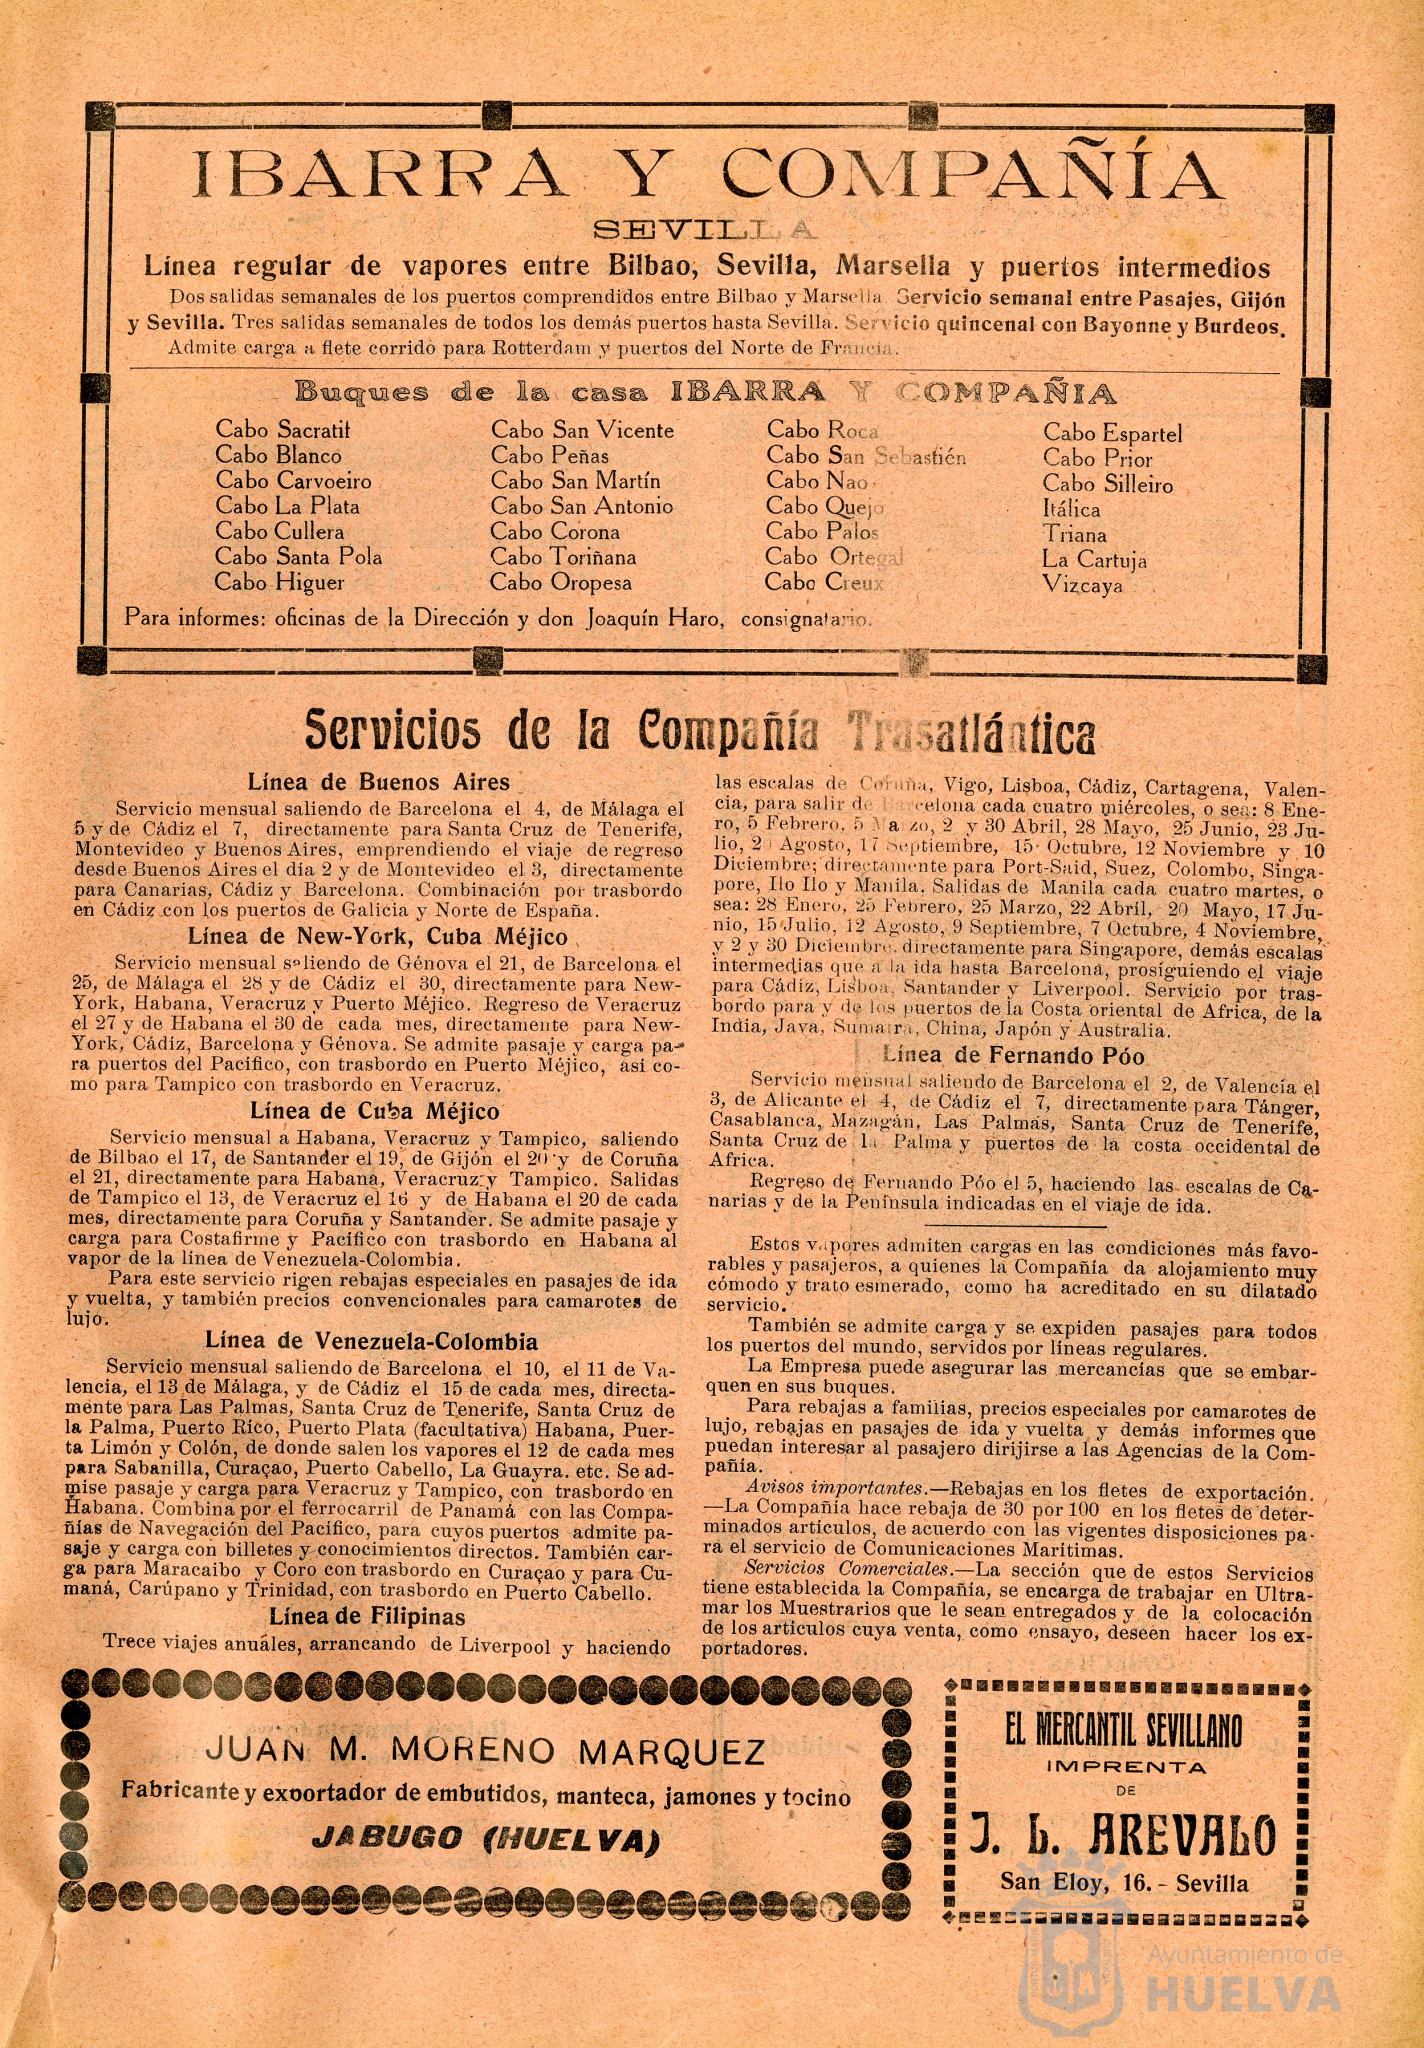 IBARRA Y COMPAÑÍA
SEVILLA
Línea regular de vapores entre Bilbao, Sevilla, Marsella y puertos intermedios
Dos salidas semanales de los puertos comprendidos entre Bilbao y Marsella. Servicio semanal entre Pasajes, Gijón
y Sevilla. Tres salidas semanales de todos los demás puertos hasta Sevilla. Servicio quincenal con Bayonne y Burdeos.
Admite carga a flete corrido para Rotterdam y puertos del Norte de Francia.
Buques de la casa IBARRA Y COMPAÑIA
Cabo Sacratif
Cabo Blanco
Cabo Carvoeiro
Cabo La Plata
Cabo Cullera
Cabo Santa Pola
Cabo Higuer
Cabo San Vicente
Cabo Peñas
Cabo San Martín
Cabo San Antonio
Cabo Corona
Cabo Toriñana
Cabo Oropesa
Cabo Roca
Cabo San Sebastién
Cabo Nao
Cabo Quejo
Cabo Palos
Cabo Ortegal
Cabo Creux
Cabo Espartel
Cabo Prior
Cabo Silleiro
Itálica
Triana
La Cartuja
Vizcaya
Para informes: oficinas de la Dirección y don Joaquín Haro, consignatario.
Servicios de la Compañía Trasatlántica
Línea de Buenos Aires
Servicio mensual saliendo de Barcelona el 4, de Málaga el
5 y de Cádiz el 7, directamente para Santa Cruz de Tenerife,
Montevideo y Buenos Aires, emprendiendo el viaje de regreso
desde Buenos Aires el día 2 y de Montevideo el 3, directamente
para Canarias, Cádiz y Barcelona. Combinación por trasbordo
en Cádiz con los puertos de Galicia y Norte de España.
Línea de New-York, Cuba Méjico
Servicio mensual saliendo de Génova el 21, de Barcelona el
25, de Málaga el 28 y de Cádiz el 30, directamente para New-
York, Habana, Veracruz y Puerto Méjico. Regreso de Veracruz
el 27 y de Habana el 30 de cada mes, directamente para New-
York, Cádiz, Barcelona y Génova. Se admite pasaje y carga pa-
ra puertos del Pacífico, con trasbordo en Puerto Méjico, así co-
mo para Tampico con trasbordo en Veracruz.
Línea de Cuba Méjico
Servicio mensual a Habana, Veracruz y Tampico, saliendo
de Bilbao el 17, de Santander el 19, de Gijón el 20 y de Coruña
el 21, directamente para Habana, Veracruz y Tampico. Salidas
de Tampico el 13, de Veracruz el 16 y de Habana el 20 de cada
mes, directamente para Coruña y Santander. Se admite pasaje y
carga para Costafirme y Pacífico con trasbordo en Habana al
vapor de la línea de Venezuela-Colombia.
Para este servicio rigen rebajas especiales en pasajes de ida
y vuelta, y también precios convencionales para camarotes de
lujo.
Línea de Venezuela-Colombia
Servicio mensual saliendo de Barcelona el 10, el 11 de Va-
lencia, el 13 de Málaga, y de Cádiz el 15 de cada mes, directa-
mente para Las Palmas, Santa Cruz de Tenerife, Santa Cruz de
la Palma, Puerto Rico, Puerto Plata (facultativa) Habana, Puer-
ta Limón y Colón, de donde salen los vapores el 12 de cada mes
para Sabanilla, Curaçao, Puerto Cabello, La Guayra. etc. Se ad-
mise pasaje y carga para Veracruz y Tampico, con trasbordo en
Habana. Combina por el ferrocarril de Panamá con las Compa-
ñías de Navegación del Pacífico, para cuyos puertos admite pa-
saje y carga con billetes y conocimientos directos. También car-
ga para Maracaibo y Coro con trasbordo en Curaçao y para Cu-
maná, Carúpano y Trinidad, con trasbordo en Puerto Cabello.
Línea de Filipinas
Trece viajes anuáles, arrancando de Liverpool y haciendo
las escalas de Coruña, Vigo, Lisboa, Cádiz, Cartagena, Valen-
cia, para salir de Barcelona cada cuatro miércoles, o sea: 8 Ene-
ro, 5 Febrero, 5 Marzo, 2 y 30 Abril, 28 Mayo, 25 Junio, 23 Ju-
lio, 20 Agosto, 17 Septiembre, 15 Octubre, 12 Noviembre y 10
Diciembre; directamente para Port-Said, Suez, Colombo, Singa-
pore, Ilo Ilo y Manila. Salidas de Manila cada cuatro martes, o
sea: 28 Enero, 25 Febrero, 25 Marzo, 22 Abril, 20 Mayo, 17 Ju-
nio, 15 Julio, 12 Agosto, 9 Septiembre, 7 Octubre, 4 Noviembre,
y 2 y 30 Diciembre, directamente para Singapore, demás escalas
intermedias que a la ida hasta Barcelona, prosiguiendo el viaje
para Cádiz, Lisboa, Santander y Liverpool. Servicio por tras-
bordo para y de los puertos de la Costa oriental de Africa, de la
India, Java, Sumatra, China, Japón y Australia.
Línea de Fernando Póo
Servicio mensual saliendo de Barcelona el 2, de Valencia el
3, de Alicante el 4, de Cádiz el 7, directamente para Tánger,
Casablanca, Mazagán, Las Palmas, Santa Cruz de Tenerife,
Santa Cruz de la Palma y puertos de la costa occidental de
Africa.
Regreso de Fernando Póo el 5, haciendo las escalas de Ca-
narias y de la Península indicadas en el viaje de ida.
Estos vapores admiten cargas en las condiciones más favo-
rables y pasajeros, a quienes la Compañía da alojamiento muy
cómodo y trato esmerado, como ha acreditado en su dilatado
servicio.
También se admite carga y se expiden pasajes para todos
los puertos del mundo, servidos por líneas regulares.
La Empresa puede asegurar las mercancías que se embar-
quen en sus buques.
Para rebajas a familias, precios especiales por camarotes de
lujo, rebajas en pasajes de ida y vuelta y demás informes que
puedan interesar al pasajero dirijirse a las Agencias de la Com-
pañía.
Avisos importantes.—Rebajas en los fletes de exportación.
—La Compañía hace rebaja de 30 por 100 en los fletes de deter-
minados artículos, de acuerdo con las vigentes disposiciones pa-
ra el servicio de Comunicaciones Marítimas.
Servicios Comerciales.—La sección que de estos Servicios
tiene establecida la Compañía, se encarga de trabajar en Ultra-
mar los Muestrarios que le sean entregados y de la colocación
de los artículos cuya venta, como ensayo, deseen hacer los ex-
portadores.
JUAN M. MORENO MARQUEZ
Fabricante y exportador de embutidos, manteca, jamones y tocino
JABUGO (HUELVA)
EL MERCANTIL SEVILLANO
IMPRENTA
DE
J. L. AREVALO
San Eloy, 16. - Sevilla
Ayuntamiento de
HUELVA